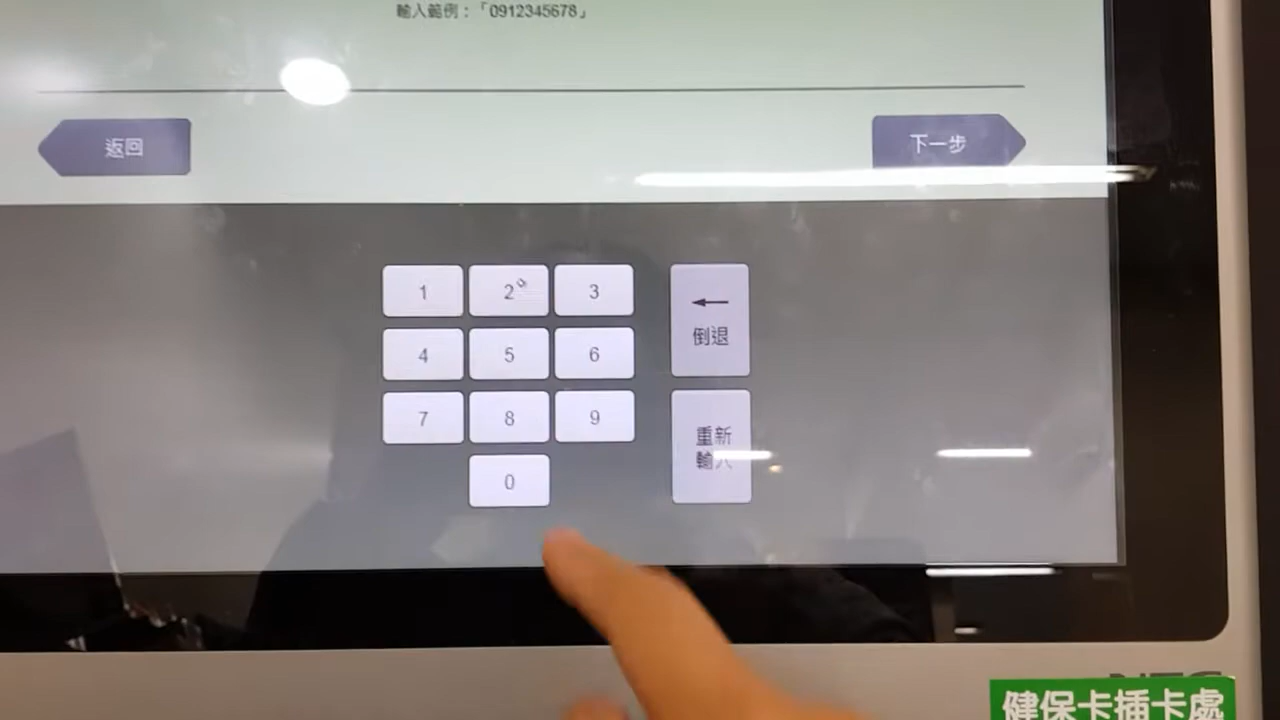 輸入範例：「0912345678」
返回
下一步
1 2 3
←
倒退
4 5 6
7 8 9
重新
輸入
0
健保卡插卡處